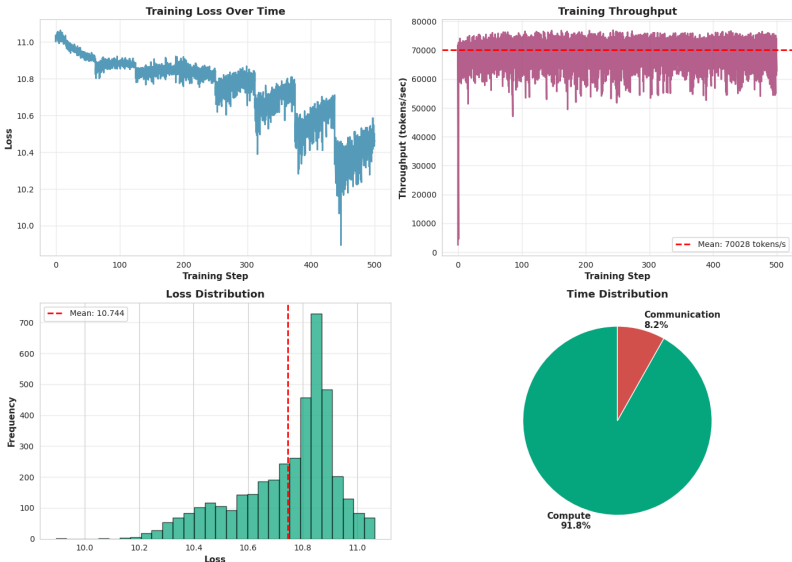 Training Loss Over Time
11.0
10.8
10.6
10.4
10.2
10.0
Loss
0 100 200 300 400 500
Training Step
Training Throughput
80000
70000
60000
50000
40000
30000
20000
10000
0
Throughput (tokens/sec)
Mean: 70028 tokens/s
0 100 200 300 400 500
Training Step
Loss Distribution
Mean: 10.744
700
600
500
400
300
200
100
0
Frequency
10.0 10.2 10.4 10.6 10.8 11.0
Loss
Time Distribution
Communication
8.2%
Compute
91.8%